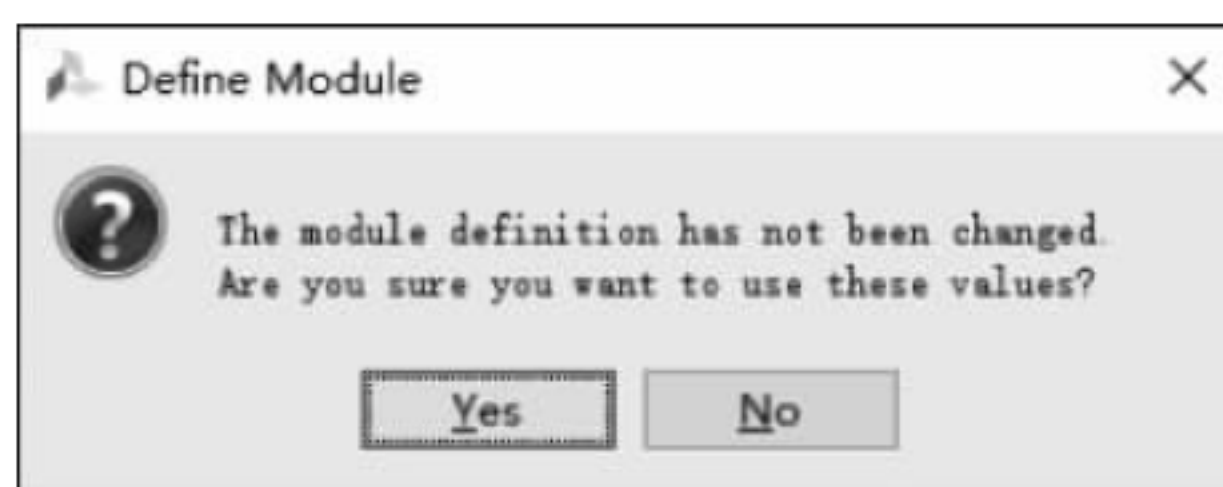 Define Module
The module definition has not been changed.
Are you sure you want to use these values?
Yes
No